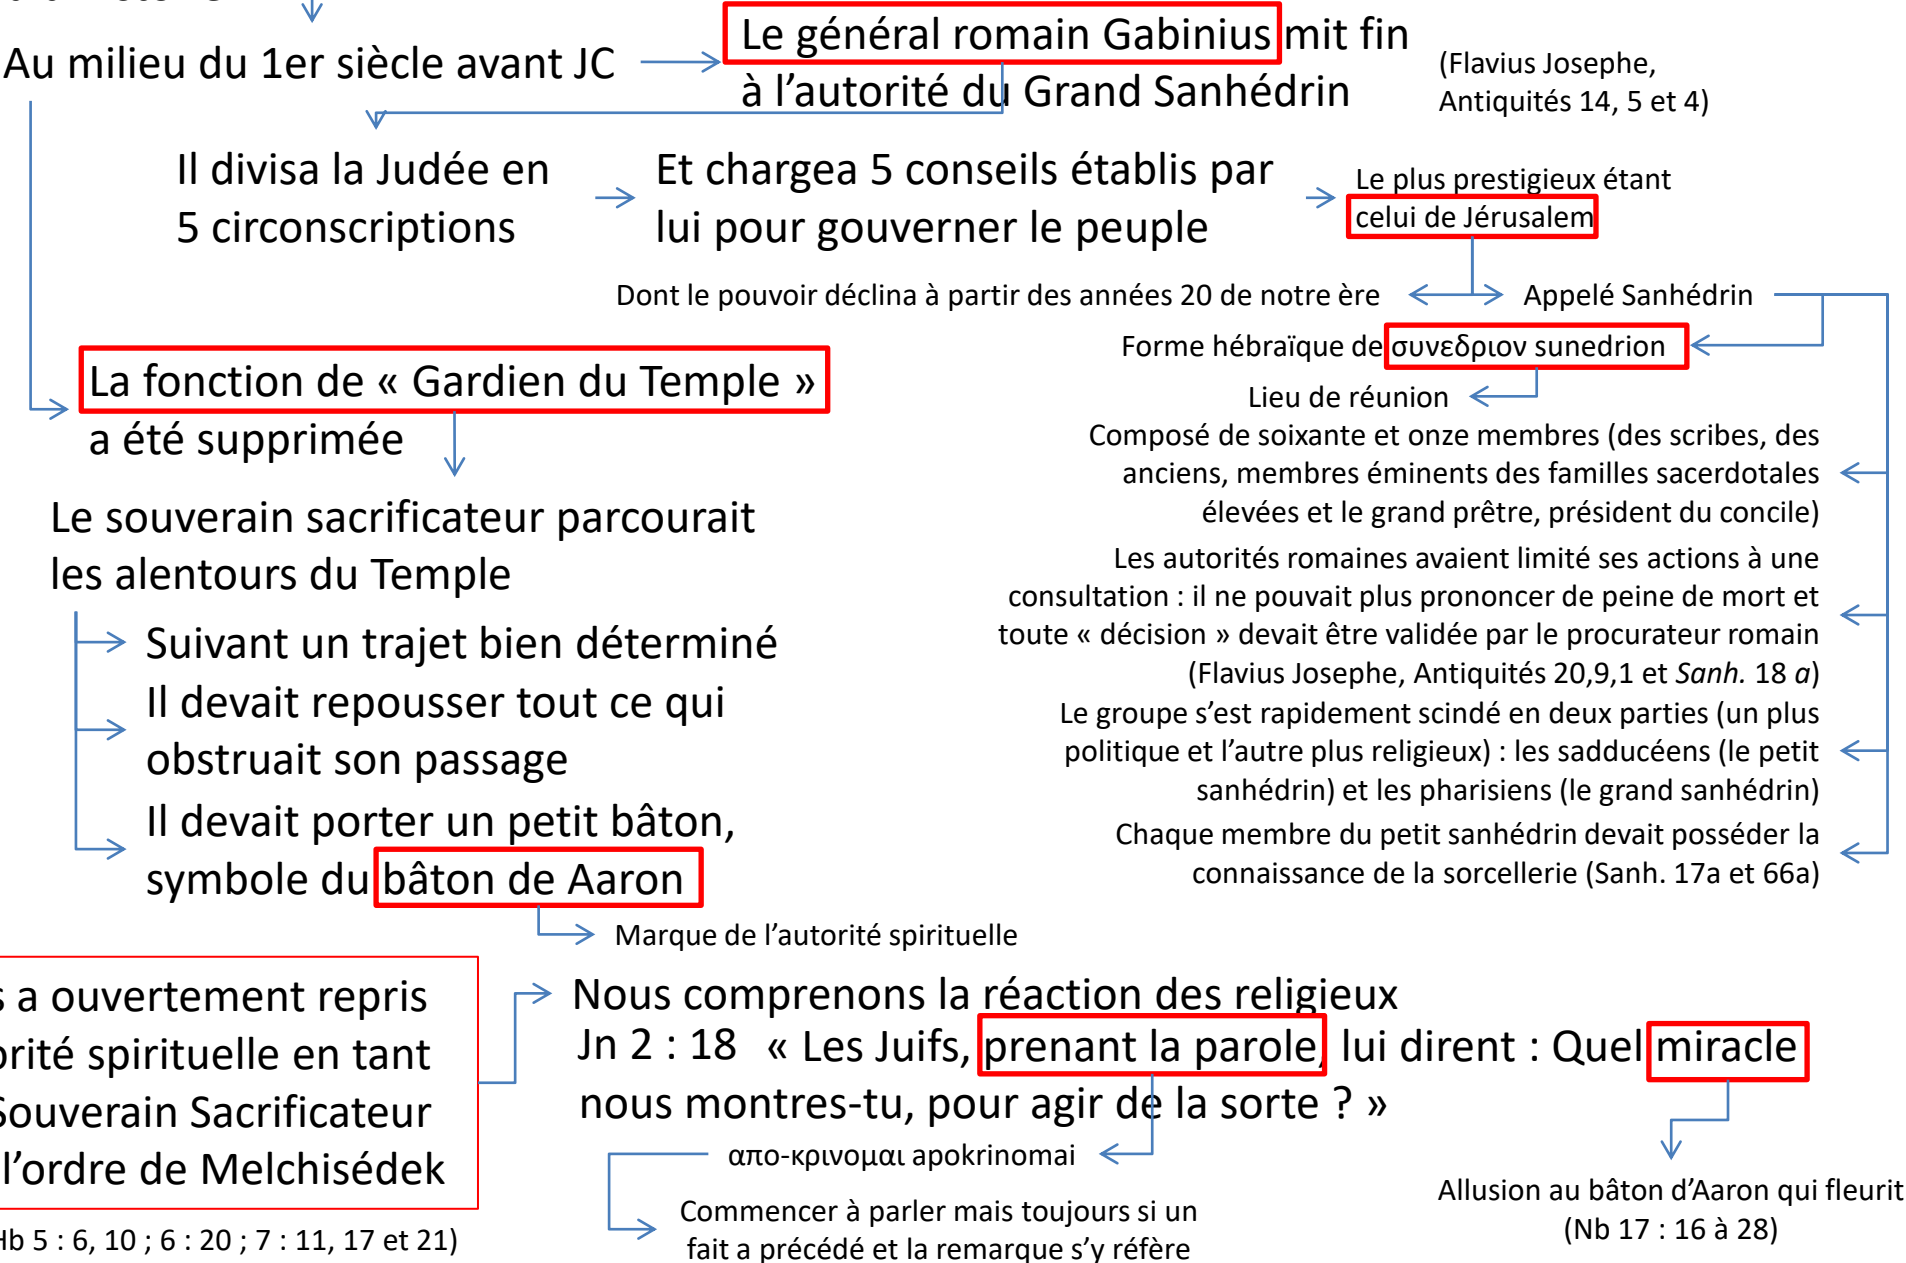 Au milieu du 1er siècle avant JC
Le général romain Gabinius mit fin
à l'autorité du Grand Sanhédrin
(Flavius Josephe,
Antiquités 14, 5 et 4)
Il divisa la Judée en
5 circonscriptions
Et chargea 5 conseils établis par
lui pour gouverner le peuple
Le plus prestigieux étant
celui de Jérusalem
Dont le pouvoir déclina à partir des années 20 de notre ère
Appelé Sanhédrin
Forme hébraïque de συνεδριον sunedrion
Lieu de réunion
Composé de soixante et onze membres (des scribes, des
anciens, membres éminents des familles sacerdotales
élevées et le grand prêtre, président du concile)
Les autorités romaines avaient limité ses actions à une
consultation : il ne pouvait plus prononcer de peine de mort et
toute « décision » devait être validée par le procurateur romain
(Flavius Josephe, Antiquités 20,9,1 et Sanh. 18 a)
Le groupe s'est rapidement scindé en deux parties (un plus
politique et l'autre plus religieux) : les sadducéens (le petit
sanhédrin) et les pharisiens (le grand sanhédrin)
Chaque membre du petit sanhédrin devait posséder la
connaissance de la sorcellerie (Sanh. 17a et 66a)
La fonction de « Gardien du Temple »
a été supprimée
Le souverain sacrificateur parcourait
les alentours du Temple
Suivant un trajet bien déterminé
Il devait repousser tout ce qui
obstruait son passage
Il devait porter un petit bâton,
symbole du bâton de Aaron
Marque de l'autorité spirituelle
s a ouvertement repris
orité spirituelle en tant
Souverain Sacrificateur
l'ordre de Melchisédek
Hb 5 : 6, 10 ; 6 : 20 ; 7 : 11, 17 et 21)
Nous comprenons la réaction des religieux
Jn 2 : 18 « Les Juifs, prenant la parole, lui dirent : Quel miracle
nous montres-tu, pour agir de la sorte ? »
απο-κρινομαι apokrinomai
Commencer à parler mais toujours si un
fait a précédé et la remarque s'y réfère
Allusion au bâton d'Aaron qui fleurit
(Nb 17 : 16 à 28)